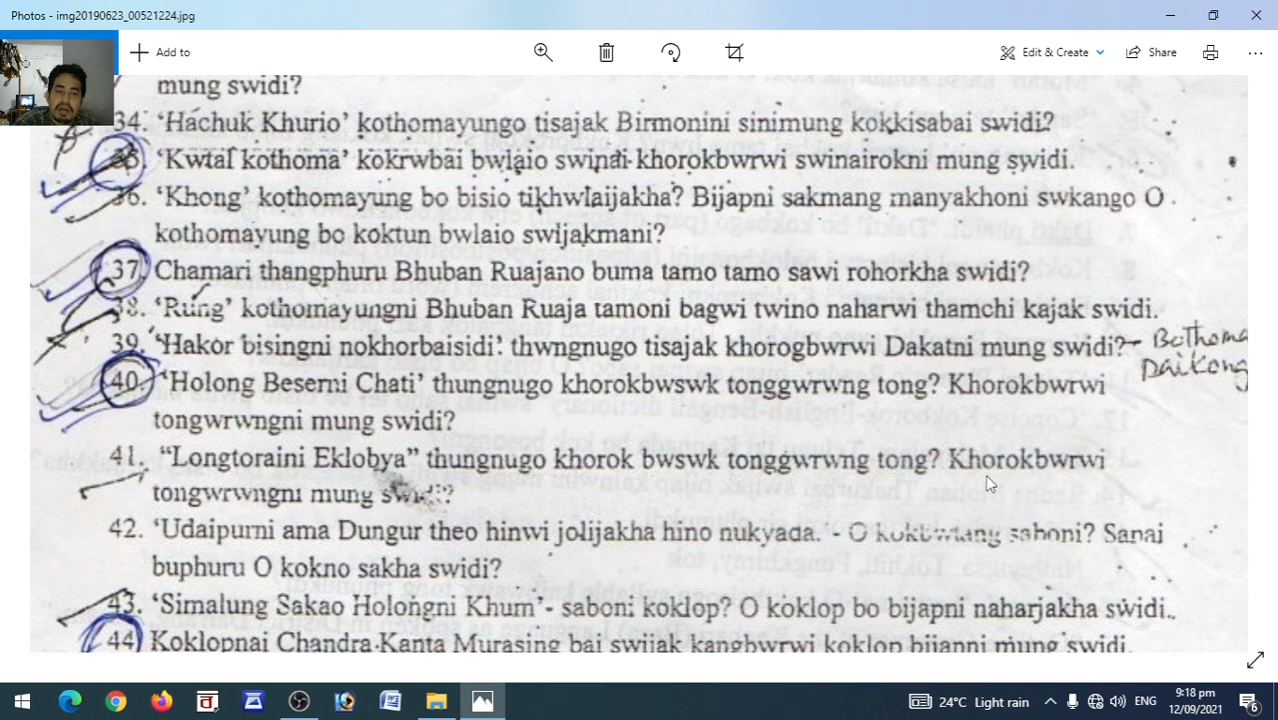 Photos - img20190623_00521224.jpg
Add to
Edit & Create
Share
mung swidi?
34. 'Hachuk Khurio' kothomayungo tisajak Birmonini sinimung kokkisabai swidi?
'Kwtal kothoma' kokrwbai bwlaio swinai khorokbwrwi swinairokni mung swidi.
36. 'Khong' kothomayung bo bisio tikhwlaijakha? Bijapni sakmang manyakhoni swkango O
kothomayung bo koktun bwlaio swijakmani?
37. Chamari thangphuru Bhuban Ruajano buma tamo tamo sawi rohorkha swidi?
38. 'Rung' kothomayungni Bhuban Ruaja tamoni bagwi twino naharwi thamchi kajak swidi.
39. 'Hakor bisingni nokhorbaisidi' thwngnugo tisajak khorogbwrwi Dakatni mung swidi? - Bothoma
Daikong
40. 'Holong Beserni Chati' thungnugo khorokbwswk tonggwrwng tong? Khorokbwrwi
tongwrwngni mung swidi?
41. "Longtoraini Eklobya" thungnugo khorok bwswk tonggwrwng tong? Khorokbwrwi
tongwrwngni mung swidi?
42. 'Udaipurni ama Dungur theo hinwi jolijakha hino nukyada.' - O kokbwtang saboni? Sanai
buphuru O kokno sakha swidi?
43. 'Simalung Sakao Holongni Khum'- saboni koklop? O koklop bo bijapni naharjakha swidi.
44. Koklopnai Chandra Kanta Murasing bai swijak kangbwrwi koklop bijapni mung swidi.
24°C Light rain
ENG
9:18 pm
12/09/2021
6